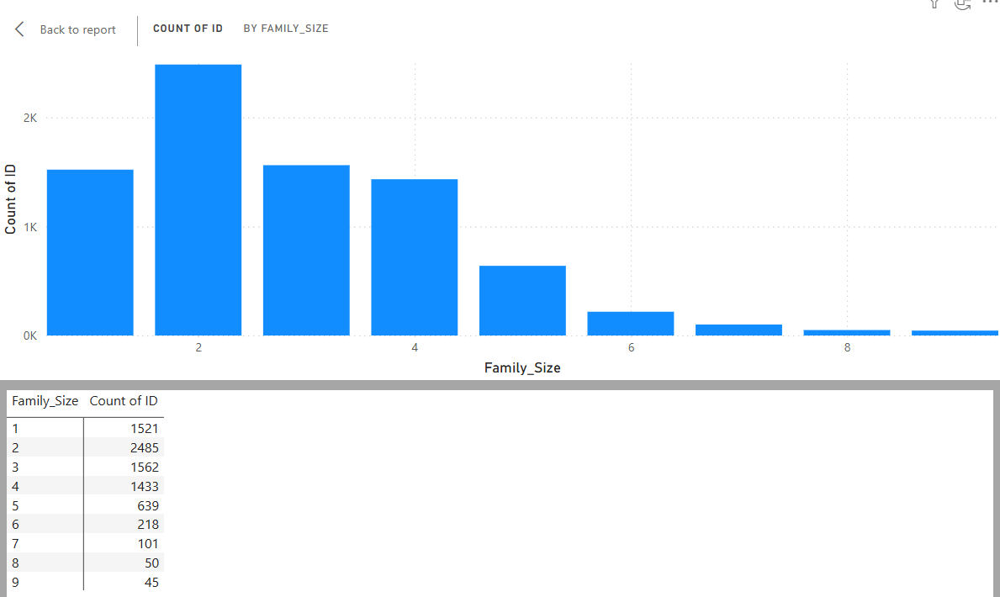 Back to report
COUNT OF ID
BY FAMILY_SIZE
2K
1K
0K
Count of ID
2
4
6
8
Family_Size
Family_Size Count of ID
1 1521
2 2485
3 1562
4 1433
5 639
6 218
7 101
8 50
9 45